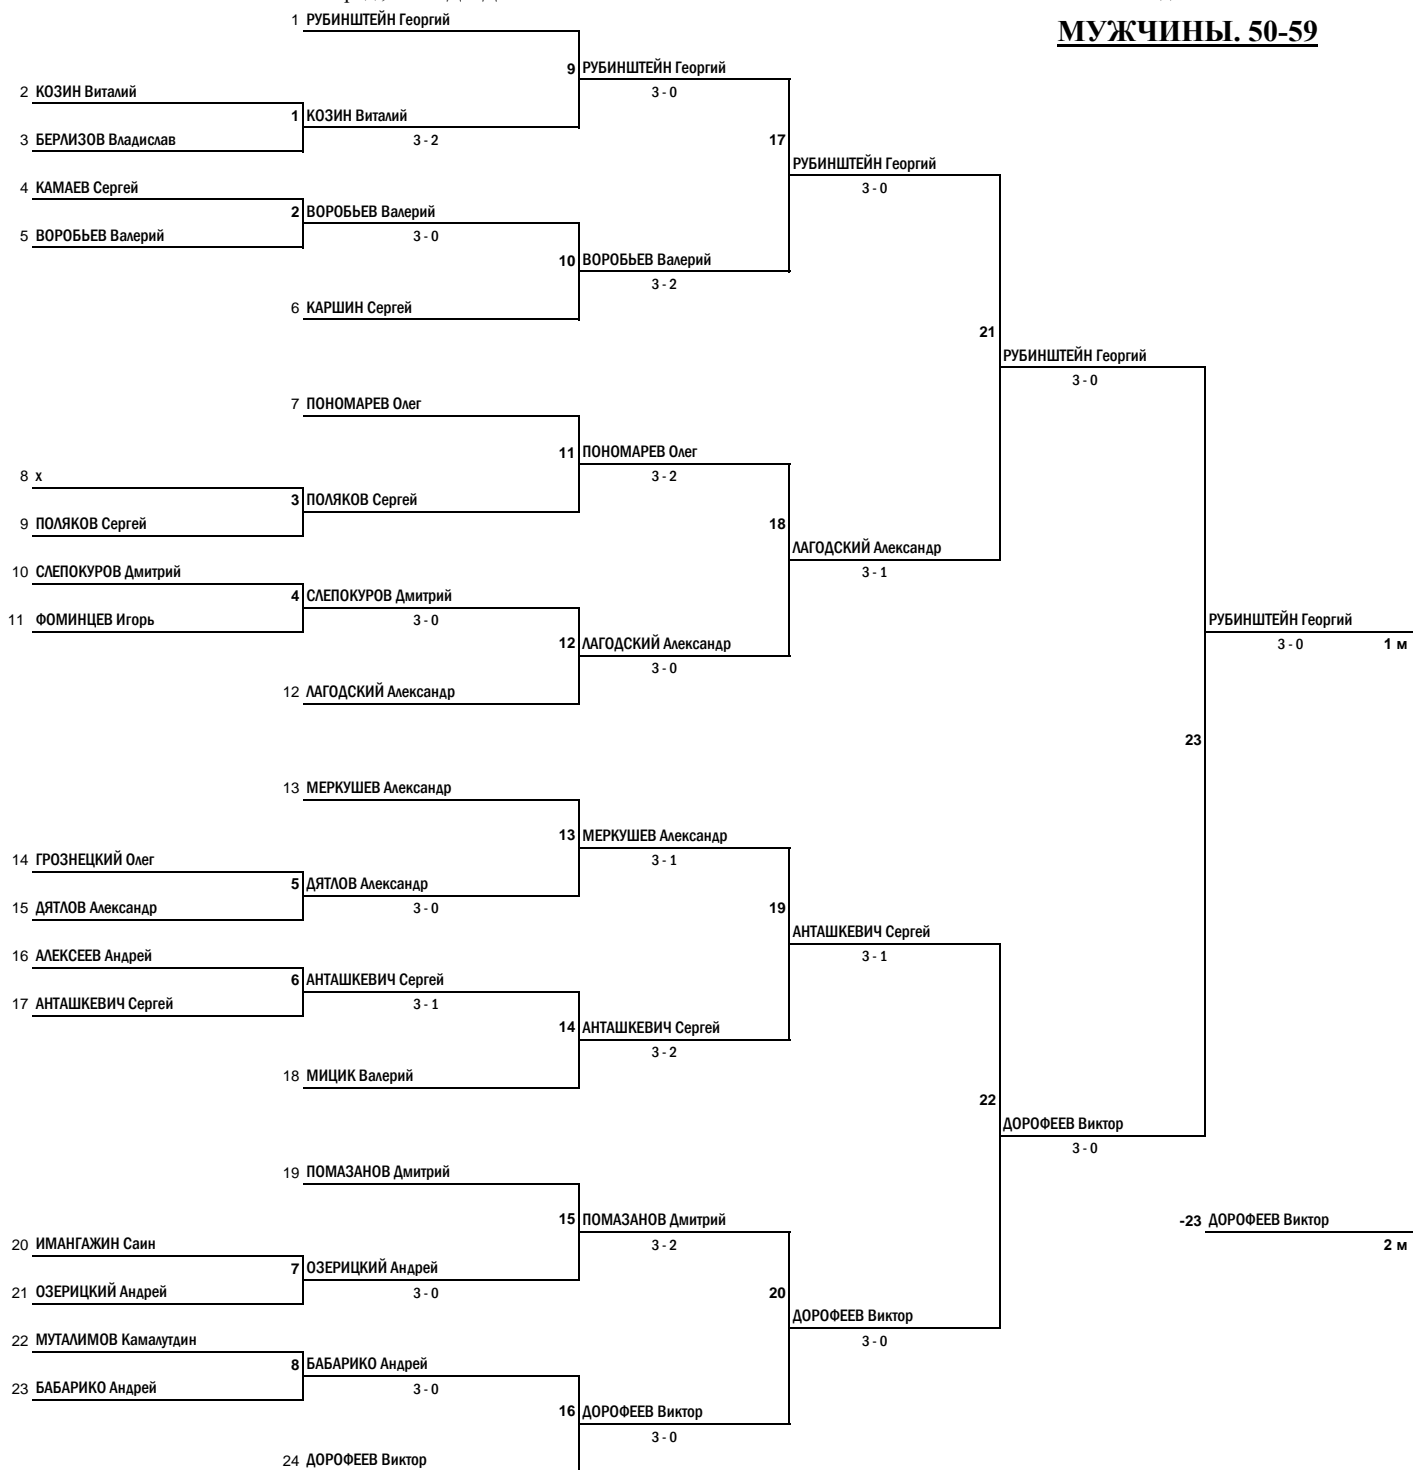 1 РУБИНШТЕЙН Георгий
МУЖЧИНЫ. 50-59
9 РУБИНШТЕЙН Георгий
2 КОЗИН Виталий
3 - 0
1 КОЗИН Виталий
3 БЕРЛИЗОВ Владислав
3 - 2
17
РУБИНШТЕЙН Георгий
4 КАМАЕВ Сергей
3 - 0
2 ВОРОБЬЕВ Валерий
5 ВОРОБЬЕВ Валерий
3 - 0
10 ВОРОБЬЕВ Валерий
3 - 2
6 КАРШИН Сергей
21
РУБИНШТЕЙН Георгий
3 - 0
7 ПОНОМАРЕВ Олег
11 ПОНОМАРЕВ Олег
8 х
3 - 2
3 ПОЛЯКОВ Сергей
9 ПОЛЯКОВ Сергей
18
ЛАГОДСКИЙ Александр
10 СЛЕПОКУРОВ Дмитрий
3 - 1
4 СЛЕПОКУРОВ Дмитрий
11 ФОМИНЦЕВ Игорь
3 - 0
РУБИНШТЕЙН Георгий
12 ЛАГОДСКИЙ Александр
3 - 0 1 м
3 - 0
12 ЛАГОДСКИЙ Александр
23
13 МЕРКУШЕВ Александр
13 МЕРКУШЕВ Александр
14 ГРОЗНЕЦКИЙ Олег
3 - 1
5 ДЯТЛОВ Александр
15 ДЯТЛОВ Александр
3 - 0
19
АНТАШКЕВИЧ Сергей
16 АЛЕКСЕЕВ Андрей
3 - 1
6 АНТАШКЕВИЧ Сергей
17 АНТАШКЕВИЧ Сергей
3 - 1
14 АНТАШКЕВИЧ Сергей
3 - 2
18 МИЦИК Валерий
22
ДОРОФЕЕВ Виктор
3 - 0
19 ПОМАЗАНОВ Дмитрий
15 ПОМАЗАНОВ Дмитрий
-23 ДОРОФЕЕВ Виктор
20 ИМАНГАЖИН Саин
3 - 2
2 м
7 ОЗЕРИЦКИЙ Андрей
21 ОЗЕРИЦКИЙ Андрей
3 - 0
20
ДОРОФЕЕВ Виктор
22 МУТАЛИМОВ Камалутдин
3 - 0
8 БАБАРИКО Андрей
23 БАБАРИКО Андрей
3 - 0
16 ДОРОФЕЕВ Виктор
3 - 0
24 ДОРОФЕЕВ Виктор